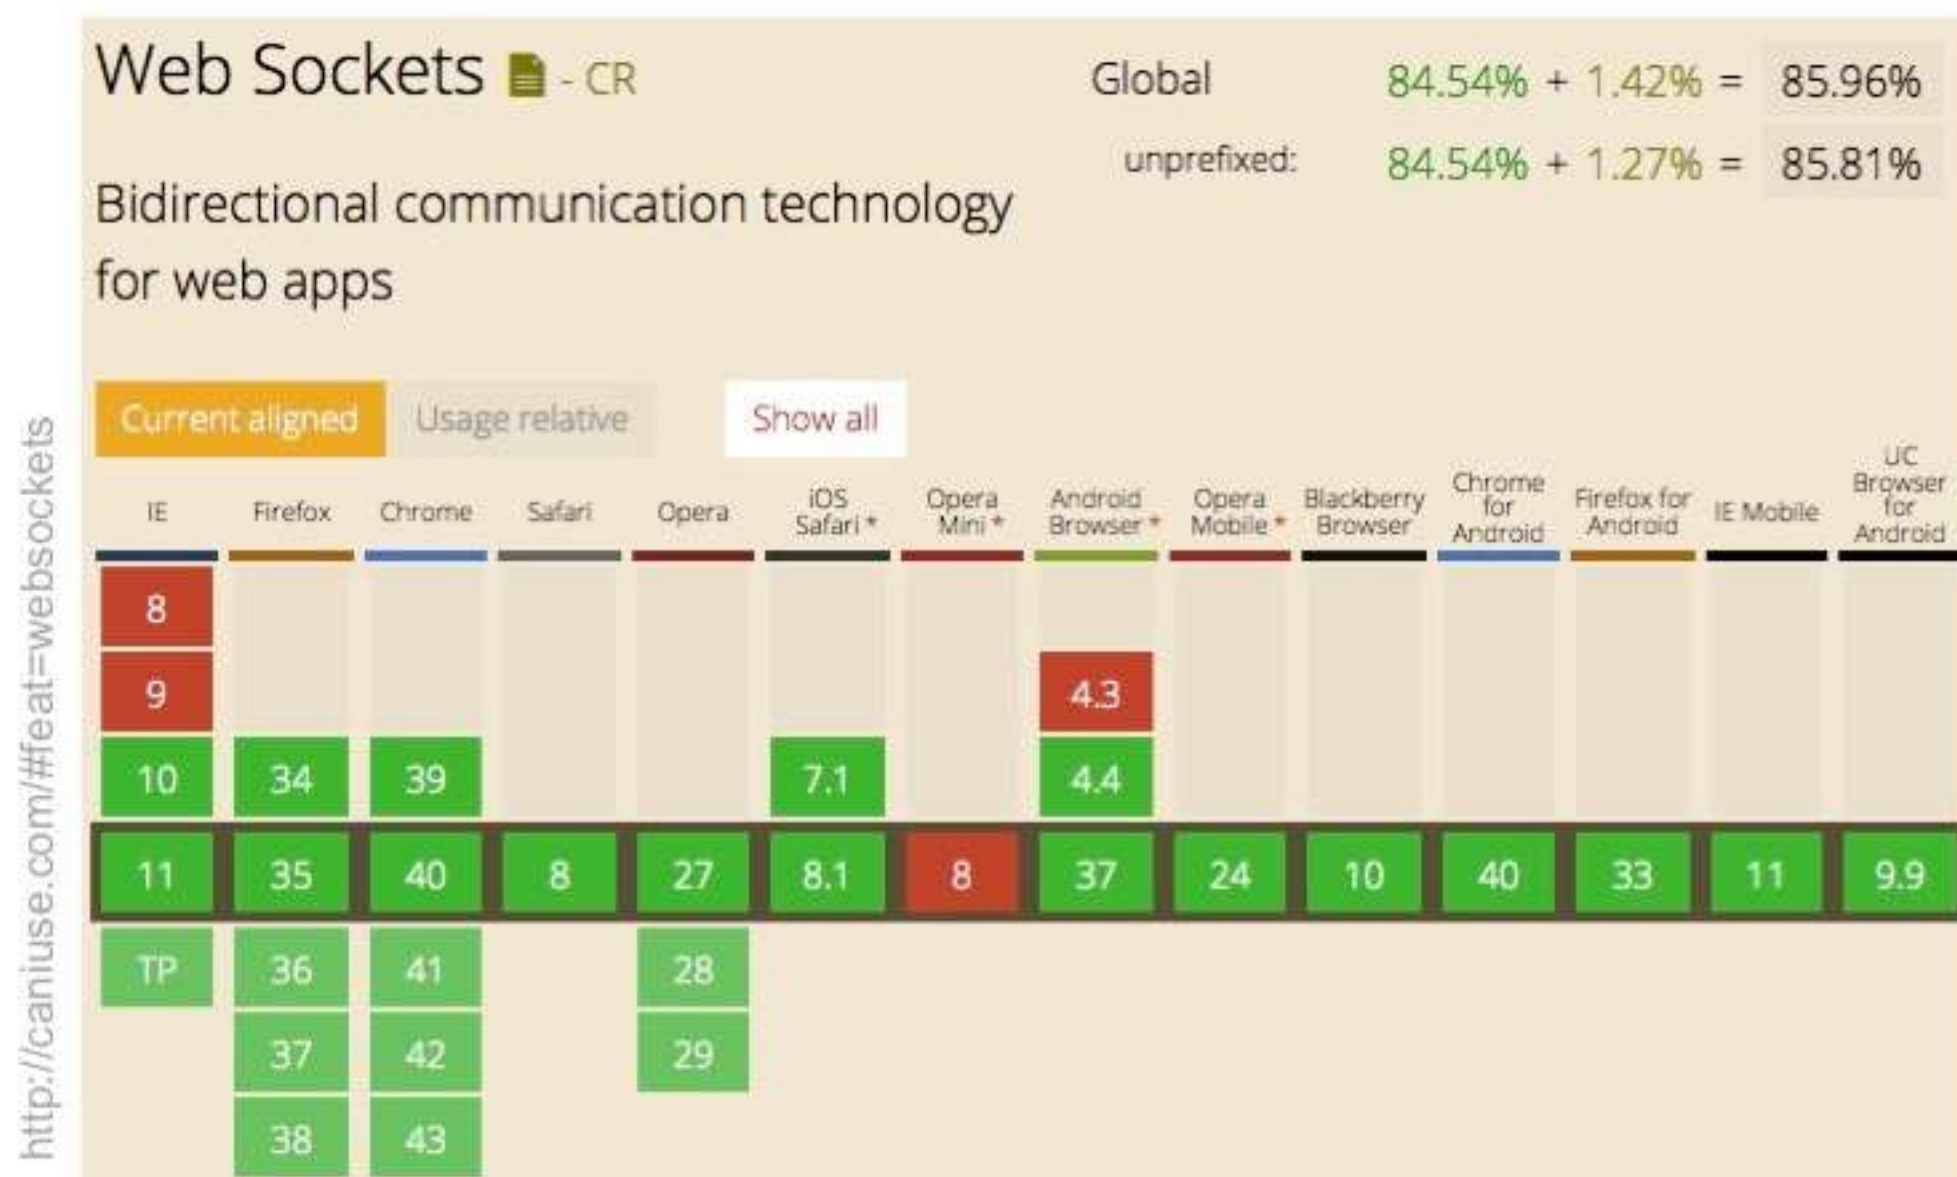 Web Sockets - CR
Global 84.54% + 1.42% = 85.96%
unprefixed: 84.54% + 1.27% = 85.81%
Bidirectional communication technology
for web apps
Current aligned Usage relative Show all
IE Firefox Chrome Safari Opera iOS Safari * Opera Mini * Android Browser * Opera Mobile * Blackberry Browser Chrome for Android Firefox for Android IE Mobile UC Browser for Android
8
9 4.3
10 34 39 7.1 4.4
11 35 40 8 27 8.1 8 37 24 10 40 33 11 9.9
TP 36 41 28
37 42 29
38 43
http://caniuse.com/#feat=websockets